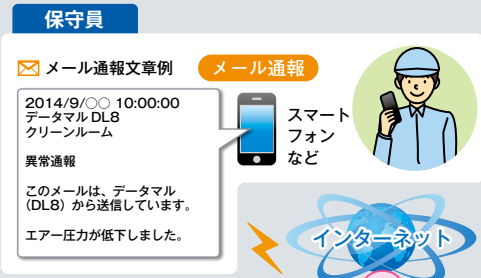 保守員
メール通報文章例
メール通報
2014/9/○○ 10:00:00
データマル DL8
クリーンルーム
異常通報
このメールは、データマル
（DL8）から送信しています。
エアー圧力が低下しました。
スマート
フォン
など
インターネット